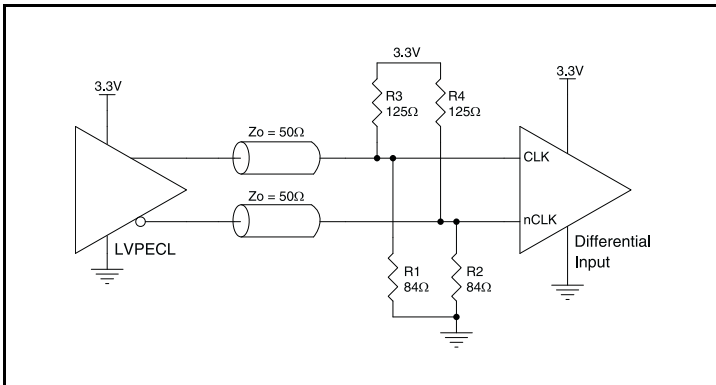 3.3V
3.3V
3.3V
R3
125Ω
R4
125Ω
Zo = 50Ω
CLK
Zo = 50Ω
nCLK
LVPECL
Differential
Input
R1
84Ω
R2
84Ω